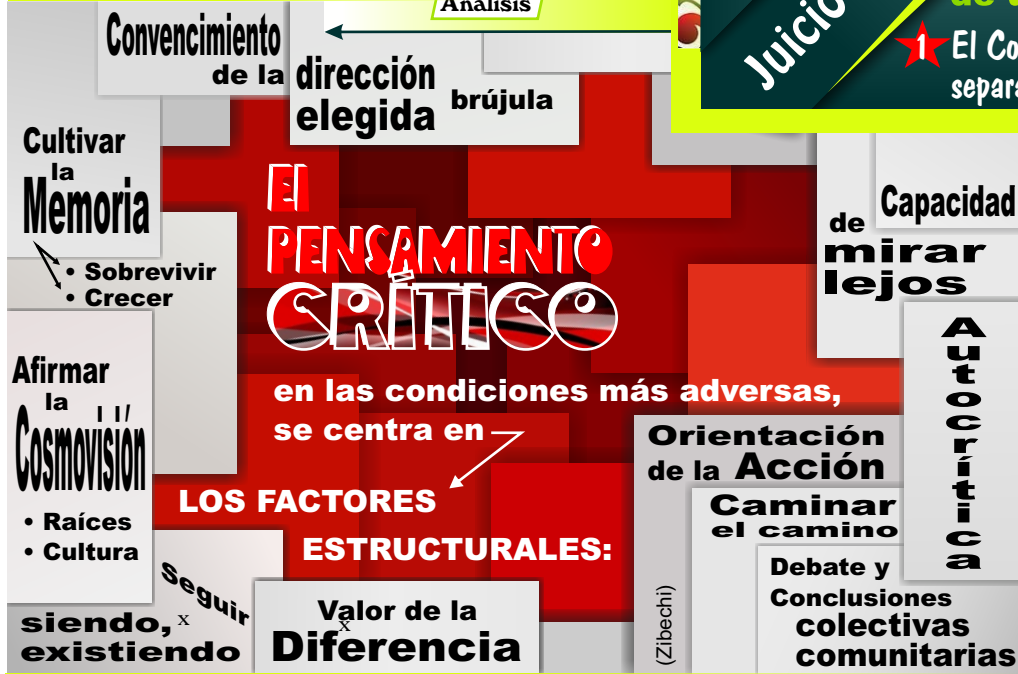 Análisis
Juicio
1 El Co
separa
Convencimiento
de la
dirección
elegida
brújula
Cultivar
la
Memoria
• Sobrevivir
• Crecer
El
PENSAMIENTO
CRÍTICO
en las condiciones más adversas,
se centra en
LOS FACTORES
ESTRUCTURALES:
Capacidad
de
mirar
lejos
Autocrítica
Afirmar
la
Cosmovisión
• Raíces
• Cultura
Orientación
de la Acción
Caminar
el camino
Debate y
Conclusiones
colectivas
comunitarias
(Zibechi)
Seguir
siendo, x
existiendo
Valor de la
x
Diferencia